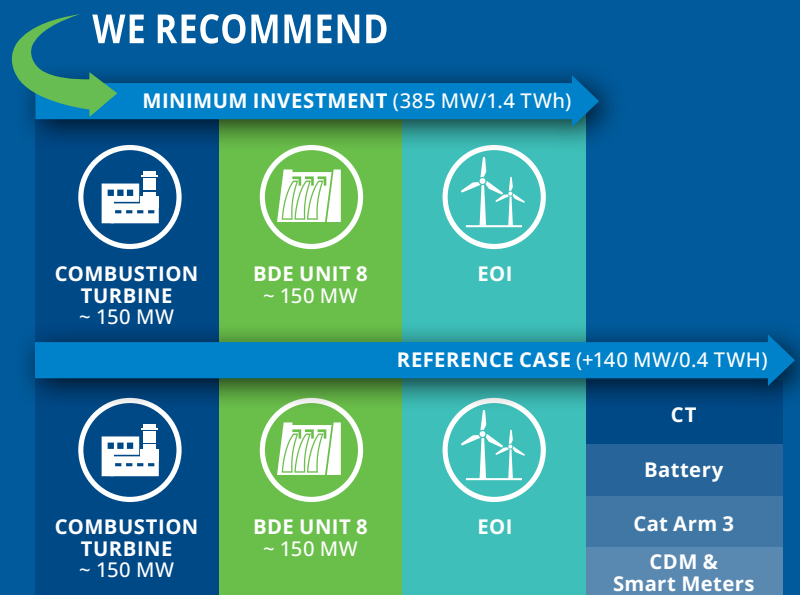 WE RECOMMEND
MINIMUM INVESTMENT (385 MW/1.4 TWh)
COMBUSTION
TURBINE
~ 150 MW
BDE UNIT 8
~ 150 MW
EOI
REFERENCE CASE (+140 MW/0.4 TWH)
COMBUSTION
TURBINE
~ 150 MW
BDE UNIT 8
~ 150 MW
EOI
CT
Battery
Cat Arm 3
CDM &
Smart Meters